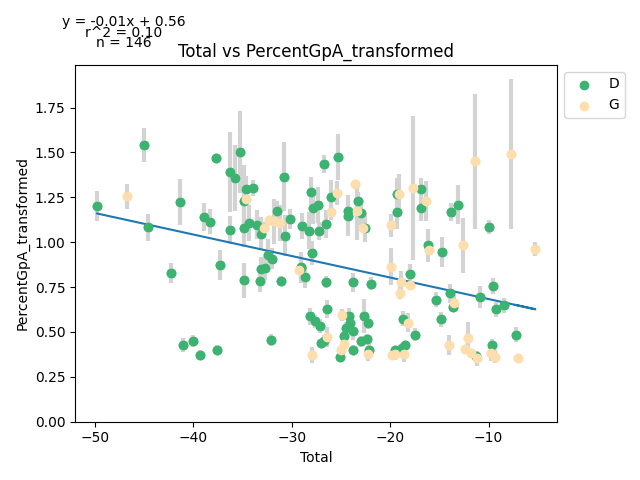 y = -0.01x + 0.56
r^2 = 0.10
n = 146
Total vs PercentGpA_transformed
D
G
PercentGpA_transformed
1.75
1.50
1.25
1.00
0.75
0.50
0.25
0.00
−50
−40
−30
−20
−10
Total